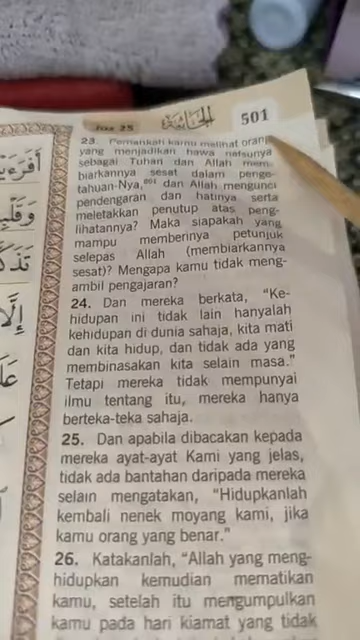 Juz 25
الجاثية
501
23. Pernahkah kamu melihat orang
yang menjadikan hawa nafsunya
sebagai Tuhan dan Allah mem-
biarkannya sesat dalam penge-
tahuan-Nya, dan Allah mengunci
pendengaran dan hatinya serta
meletakkan penutup atas peng-
lihatannya? Maka siapakah yang
mampu memberinya petunjuk
selepas Allah (membiarkannya
sesat)? Mengapa kamu tidak meng-
ambil pengajaran?
24. Dan mereka berkata, “Ke-
hidupan ini tidak lain hanyalah
kehidupan di dunia sahaja, kita mati
dan kita hidup, dan tidak ada yang
membinasakan kita selain masa.”
Tetapi mereka tidak mempunyai
ilmu tentang itu, mereka hanya
berteka-teka sahaja.
25. Dan apabila dibacakan kepada
mereka ayat-ayat Kami yang jelas,
tidak ada bantahan daripada mereka
selain mengatakan, “Hidupkanlah
kembali nenek moyang kami, jika
kamu orang yang benar.”
26. Katakanlah, “Allah yang meng-
hidupkan kemudian mematikan
kamu, setelah itu mengumpulkan
kamu pada hari kiamat yang tidak